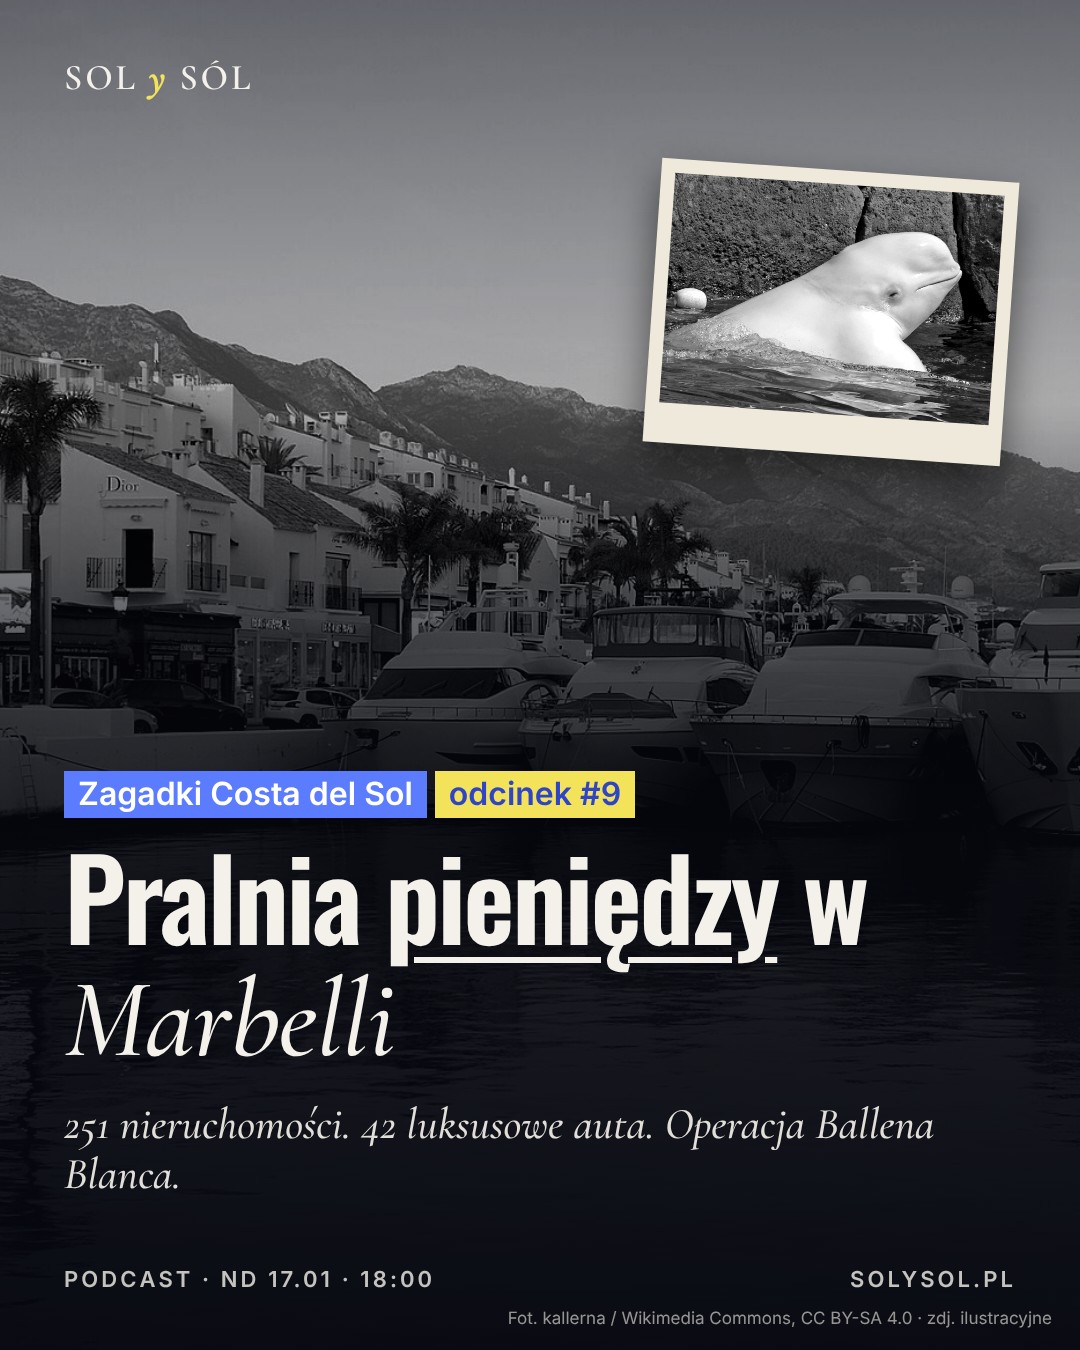 SOL y SÓL
Dior
Zagadki Costa del Sol odcinek #9
Pralnia pieniędzy w
Marbelli
251 nieruchomości. 42 luksusowe auta. Operacja Ballena
Blanca.
PODCAST · ND 17.01 · 18:00
SOLYSOL.PL
Fot. kallerna / Wikimedia Commons, CC BY-SA 4.0 · zdj. ilustracyjne